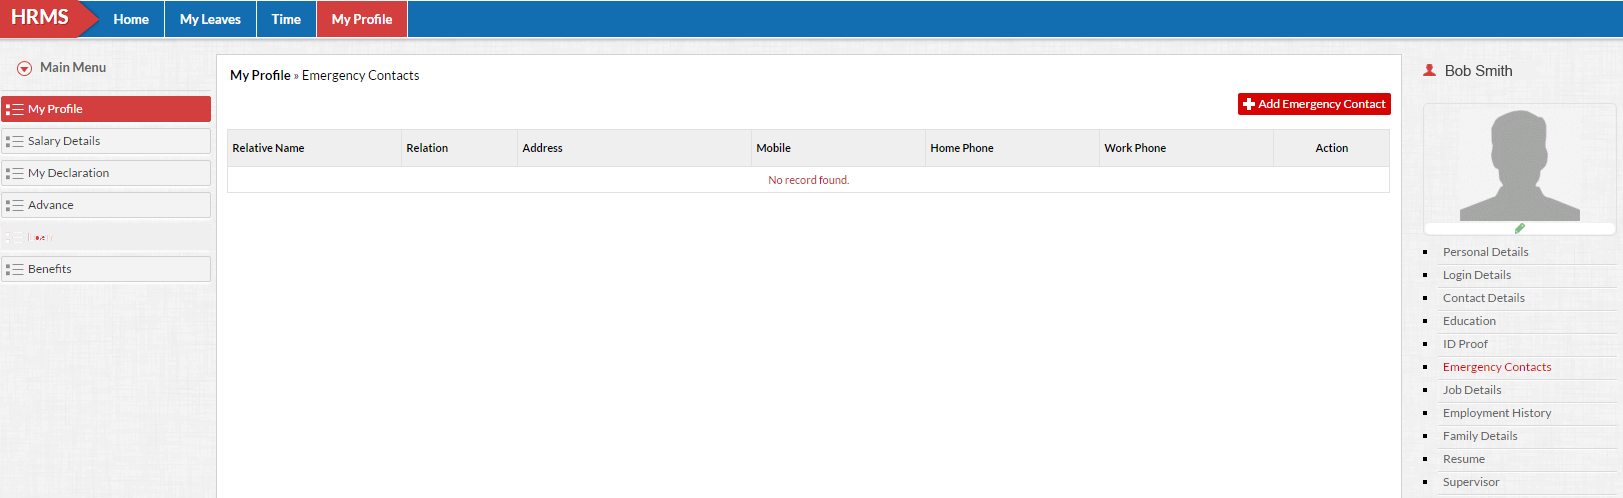 HRMS
Home
My Leaves
Time
My Profile
Main Menu
My Profile
Salary Details
My Declaration
Advance
Benefits
My Profile » Emergency Contacts
Add Emergency Contact
Relative Name
Relation
Address
Mobile
Home Phone
Work Phone
Action
No record found.
Bob Smith
Personal Details
Login Details
Contact Details
Education
ID Proof
Emergency Contacts
Job Details
Employment History
Family Details
Resume
Supervisor